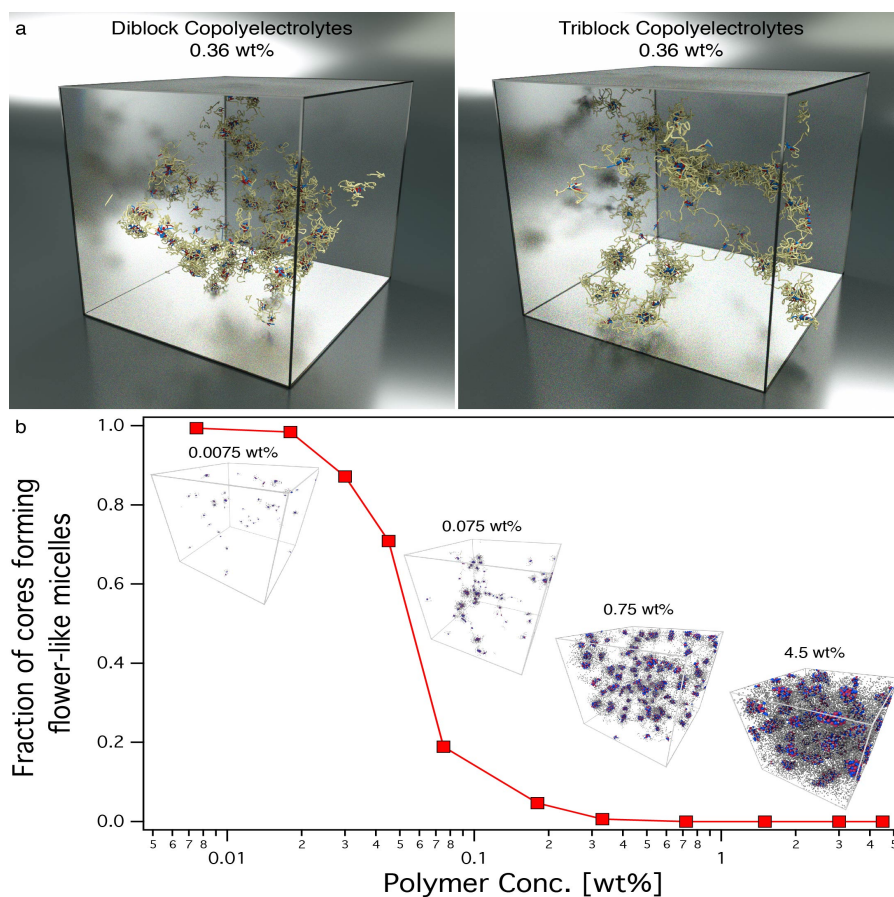 a
Diblock Copolyelectrolytes
0.36 wt%
Triblock Copolyelectrolytes
0.36 wt%
b
1.0
0.8
0.6
0.4
0.2
0.0
Fraction of cores forming
flower-like micelles
0.0075 wt%
0.075 wt%
0.75 wt%
4.5 wt%
5 6 7 8 0.01 2 3 4 5 6 7 8 0.1 2 3 4 5 6 7 8 1 2 3 4 5
Polymer Conc. [wt%]